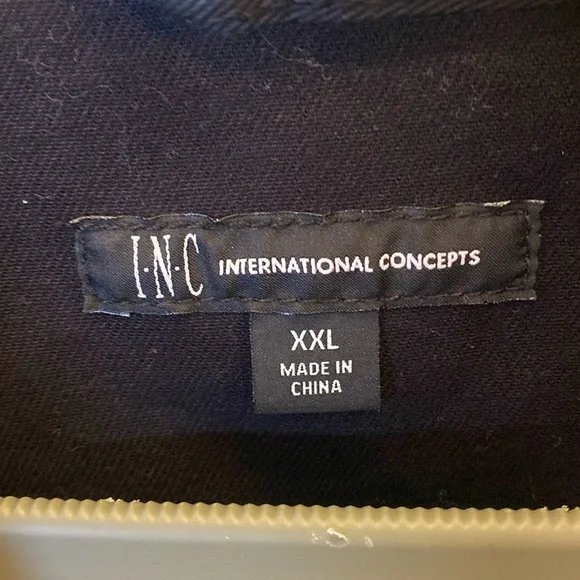 I·N·C INTERNATIONAL CONCEPTS
XXL
MADE IN
CHINA